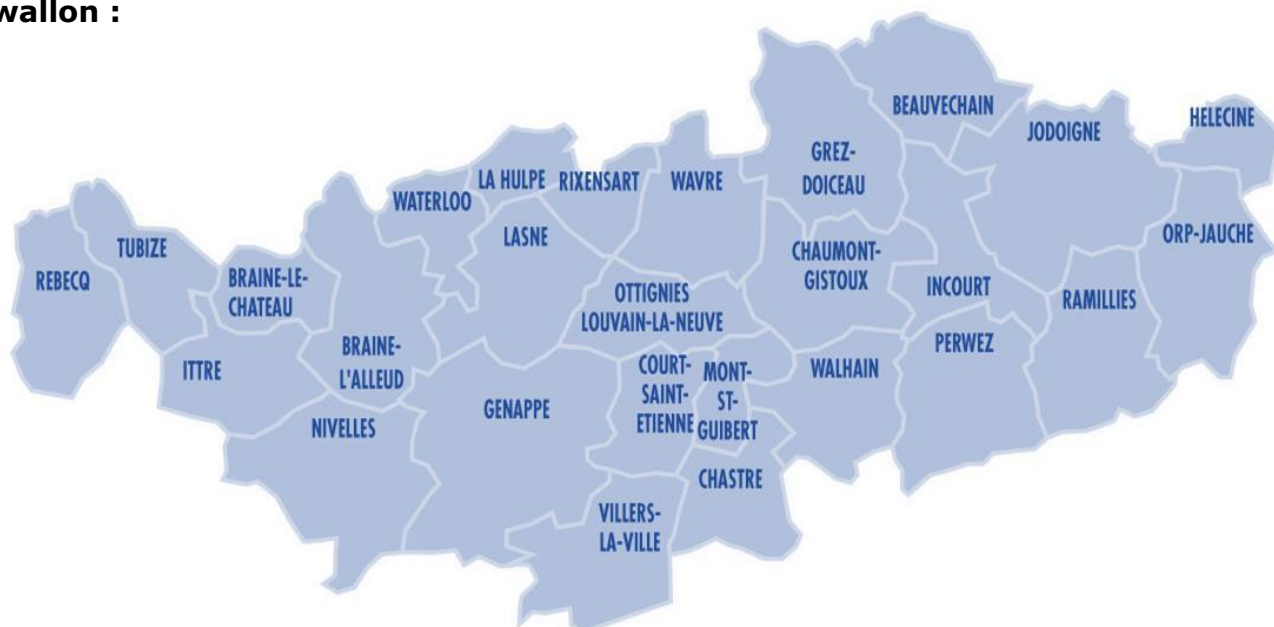 wallon :
BEAUVECHAIN
HELECINE
JODOIGNE
GREZ-
DOICEAU
LA HULPE
RIXENSART
WAVRE
WATERLOO
LASNE
ORP-JAUCHE
TUBIZE
CHAUMONT-
GISTOUX
REBECQ
BRAINE-LE-
CHATEAU
INCOURT
RAMILLIES
OTTIGNIES
LOUVAIN-LA-NEUVE
PERWEZ
BRAINE-
L'ALLEUD
ITTRE
COURT-
SAINT-
ETIENNE
MONT-
ST-
GUIBERT
WALHAIN
GENAPPE
NIVELLES
CHASTRE
VILLERS-
LA-VILLE